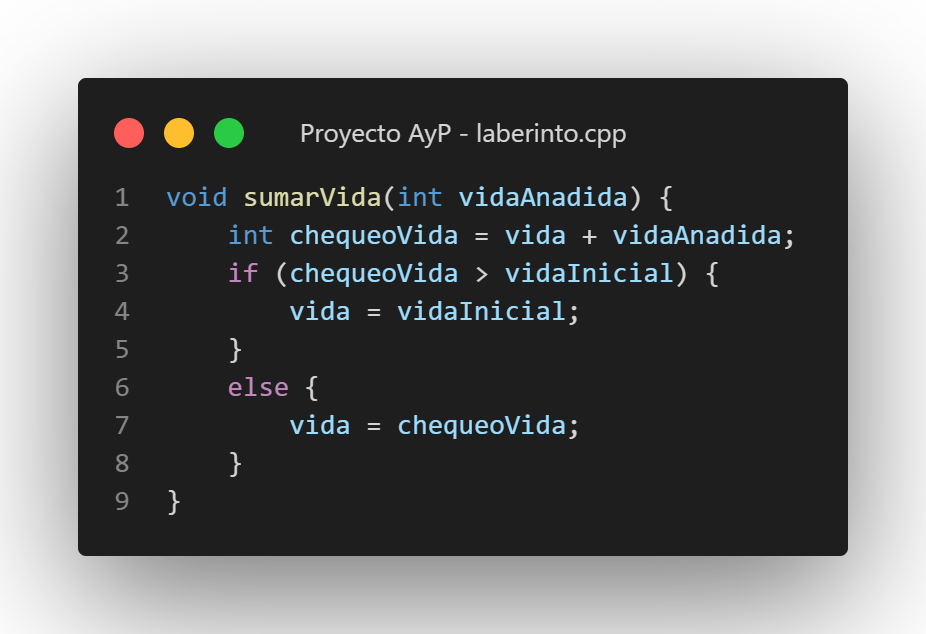 Proyecto AyP - laberinto.cpp
1 void sumarVida(int vidaAnadida) {
2     int chequeoVida = vida + vidaAnadida;
3     if (chequeoVida > vidaInicial) {
4         vida = vidaInicial;
5     }
6     else {
7         vida = chequeoVida;
8     }
9 }